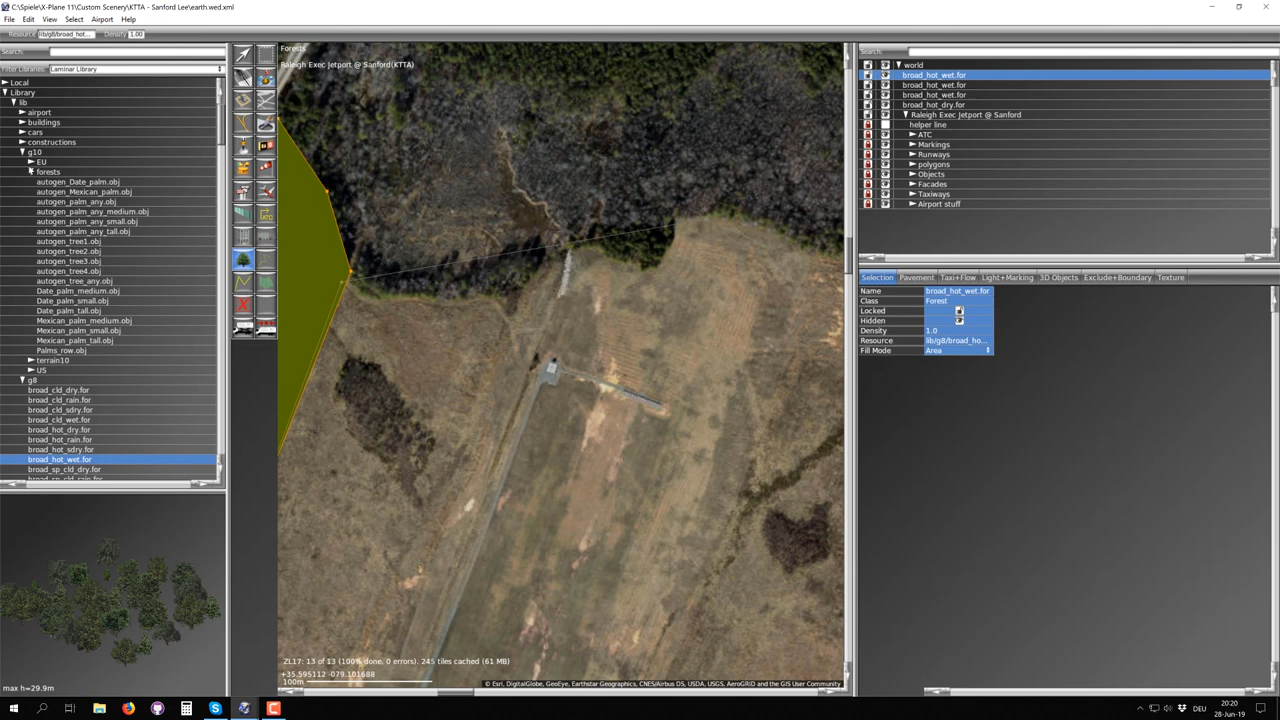 C:\Spiele\X-Plane 11\Custom Scenery\KTTA - Sanford Lee\earth.wed.xml
File Edit View Select Airport Help
Resource lib/g8/broad_hot... Density 1.00
Search:
Filter Libraries: Laminar Library
Local
Library
lib
airport
buildings
cars
constructions
g10
EU
forests
autogen_Date_palm.obj
autogen_Mexican_palm.obj
autogen_palm_any.obj
autogen_palm_any_medium.obj
autogen_palm_any_small.obj
autogen_palm_any_tall.obj
autogen_tree1.obj
autogen_tree2.obj
autogen_tree3.obj
autogen_tree4.obj
autogen_tree_any.obj
Date_palm_medium.obj
Date_palm_small.obj
Date_palm_tall.obj
Mexican_palm_medium.obj
Mexican_palm_small.obj
Mexican_palm_tall.obj
Palms_row.obj
terrain10
US
g8
broad_cld_dry.for
broad_cld_rain.for
broad_cld_sdry.for
broad_cld_wet.for
broad_hot_dry.for
broad_hot_rain.for
broad_hot_sdry.for
broad_hot_wet.for
broad_sp_cld_dry.for
broad_sp_cld_rain.for
max h=29.9m
Forests
Raleigh Exec Jetport @ Sanford(KTTA)
ZL17: 13 of 13 (100% done, 0 errors). 245 tiles cached (61 MB)
+35.595112 -079.101688
100m
© Esri, DigitalGlobe, GeoEye, Earthstar Geographics, CNES/Airbus DS, USDA, USGS, AeroGRID and the GIS User Community
Search:
world
broad_hot_wet.for
broad_hot_wet.for
broad_hot_wet.for
broad_hot_dry.for
Raleigh Exec Jetport @ Sanford
helper line
ATC
Markings
Runways
polygons
Objects
Facades
Taxiways
Airport stuff
Selection Pavement Taxi+Flow Light+Marking 3D Objects Exclude+Boundary Texture
Name broad_hot_wet.for
Class Forest
Locked
Hidden
Density 1.0
Resource lib/g8/broad_ho...
Fill Mode Area
DEU
20:20
28-Jun-19